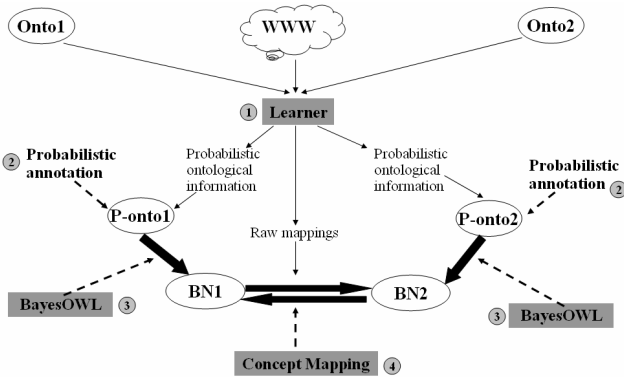 Onto1
WWW
Onto2
1 Learner
2 Probabilistic
annotation
Probabilistic
ontological
information
Probabilistic
ontological
information
Probabilistic
annotation 2
P-onto1
P-onto2
Raw mappings
BN1
BN2
BayesOWL 3
3 BayesOWL
Concept Mapping 4